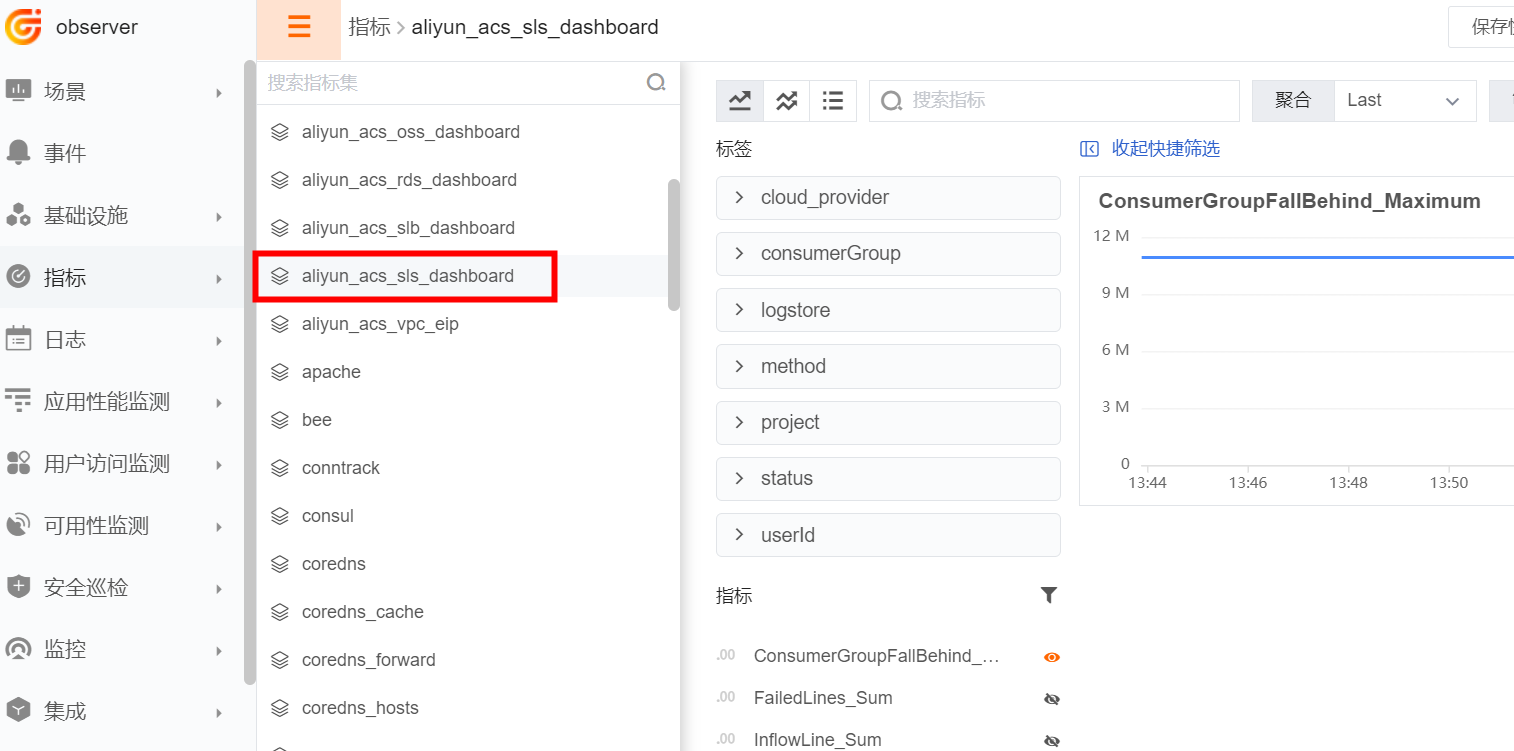 observer
场景
事件
基础设施
指标
日志
应用性能监测
用户访问监测
可用性监测
安全巡检
监控
集成
指标 > aliyun_acs_sls_dashboard
搜索指标集
aliyun_acs_oss_dashboard
aliyun_acs_rds_dashboard
aliyun_acs_slb_dashboard
aliyun_acs_sls_dashboard
aliyun_acs_vpc_eip
apache
bee
conntrack
consul
coredns
coredns_cache
coredns_forward
coredns_hosts
保存
搜索指标
聚合
Last
标签
收起快捷筛选
cloud_provider
consumerGroup
logstore
method
project
status
userId
指标
.00 ConsumerGroupFallBehind_...
.00 FailedLines_Sum
.00 InflowLine_Sum
ConsumerGroupFallBehind_Maximum
12 M
9 M
6 M
3 M
0
13:44 13:46 13:48 13:50